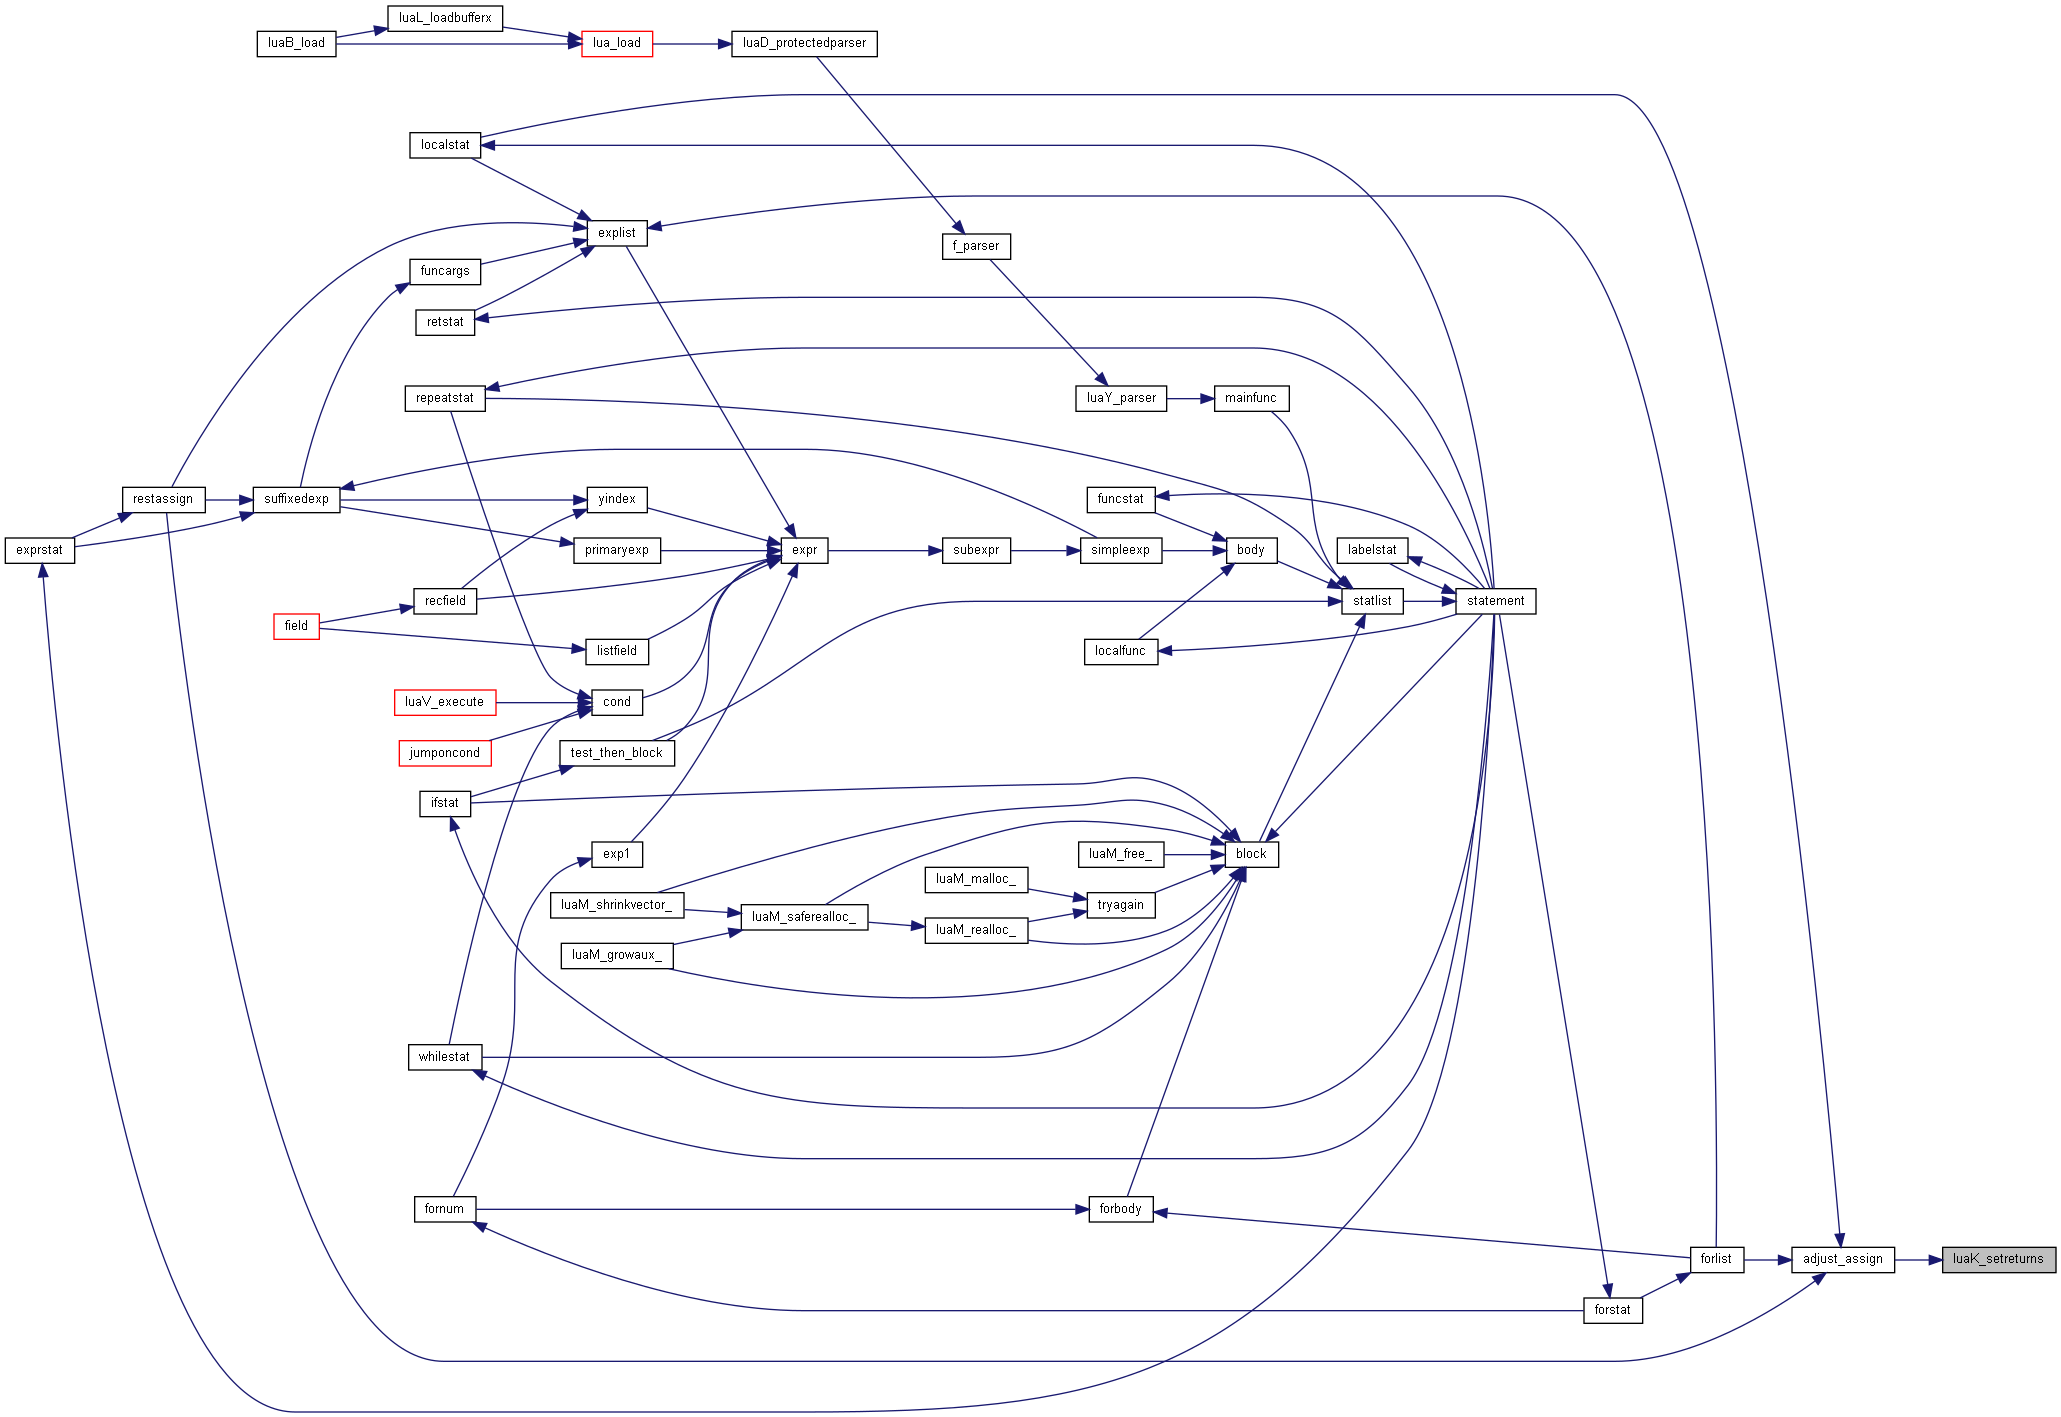 luaL_loadbufferx
luaB_load
lua_load
luaD_protectedparser
localstat
explist
f_parser
funcargs
retstat
repeatstat
luaY_parser
mainfunc
restassign
suffixedexp
yindex
funcstat
exprstat
primaryexp
expr
subexpr
simpleexp
body
labelstat
recfield
statlist
statement
field
listfield
localfunc
luaV_execute
cond
jumponcond
test_then_block
ifstat
exp1
luaM_free_
block
luaM_malloc_
luaM_shrinkvector_
luaM_saferealloc_
tryagain
luaM_realloc_
luaM_growaux_
whilestat
fornum
forbody
forlist
adjust_assign
luaK_setreturns
forstat